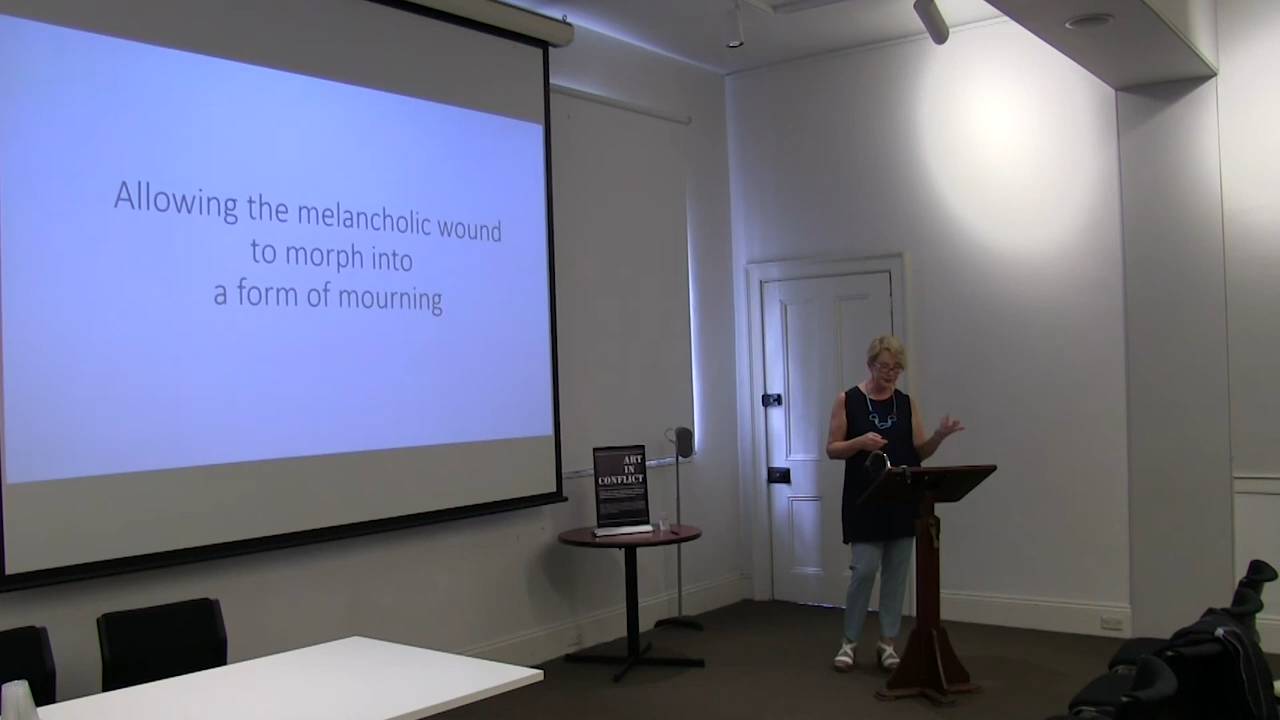 Allowing the melancholic wound
to morph into
a form of mourning
ART
IN
CONFLICT